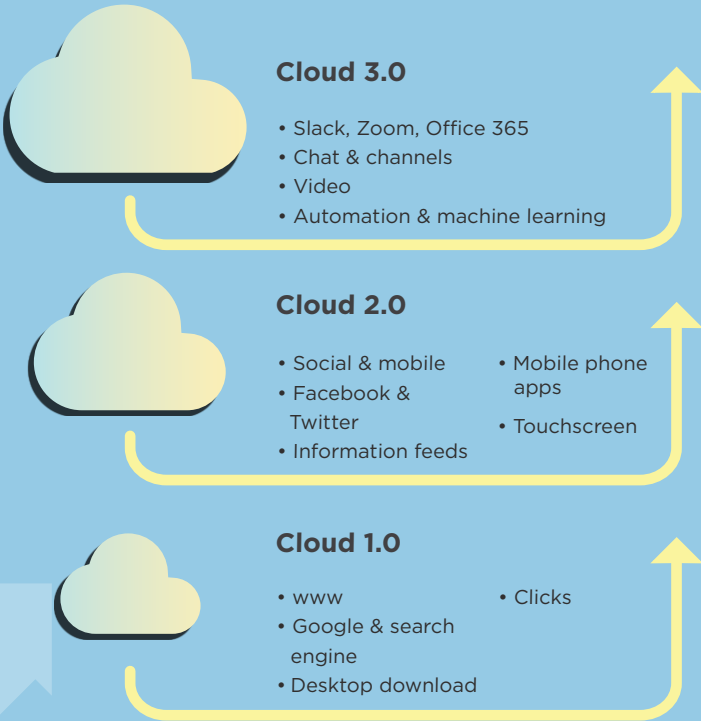 Cloud 3.0
• Slack, Zoom, Office 365
• Chat & channels
• Video
• Automation & machine learning
Cloud 2.0
• Social & mobile
• Facebook &
Twitter
• Information feeds
• Mobile phone
apps
• Touchscreen
Cloud 1.0
• www
• Google & search
engine
• Desktop download
• Clicks